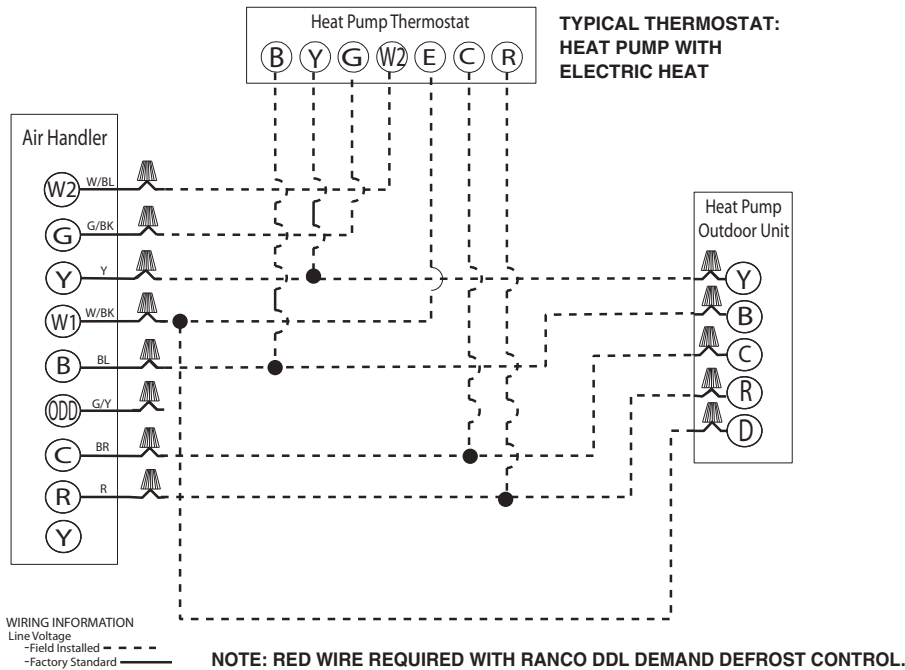 Heat Pump Thermostat
B Y G W2 E C R
TYPICAL THERMOSTAT:
HEAT PUMP WITH
ELECTRIC HEAT
Air Handler
W2 W/BL
G G/BK
Y Y
W1 W/BK
B BL
ODD G/Y
C BR
R R
Y
Heat Pump
Outdoor Unit
Y
B
C
R
D
WIRING INFORMATION
Line Voltage
-Field Installed
-Factory Standard
NOTE: RED WIRE REQUIRED WITH RANCO DDL DEMAND DEFROST CONTROL.